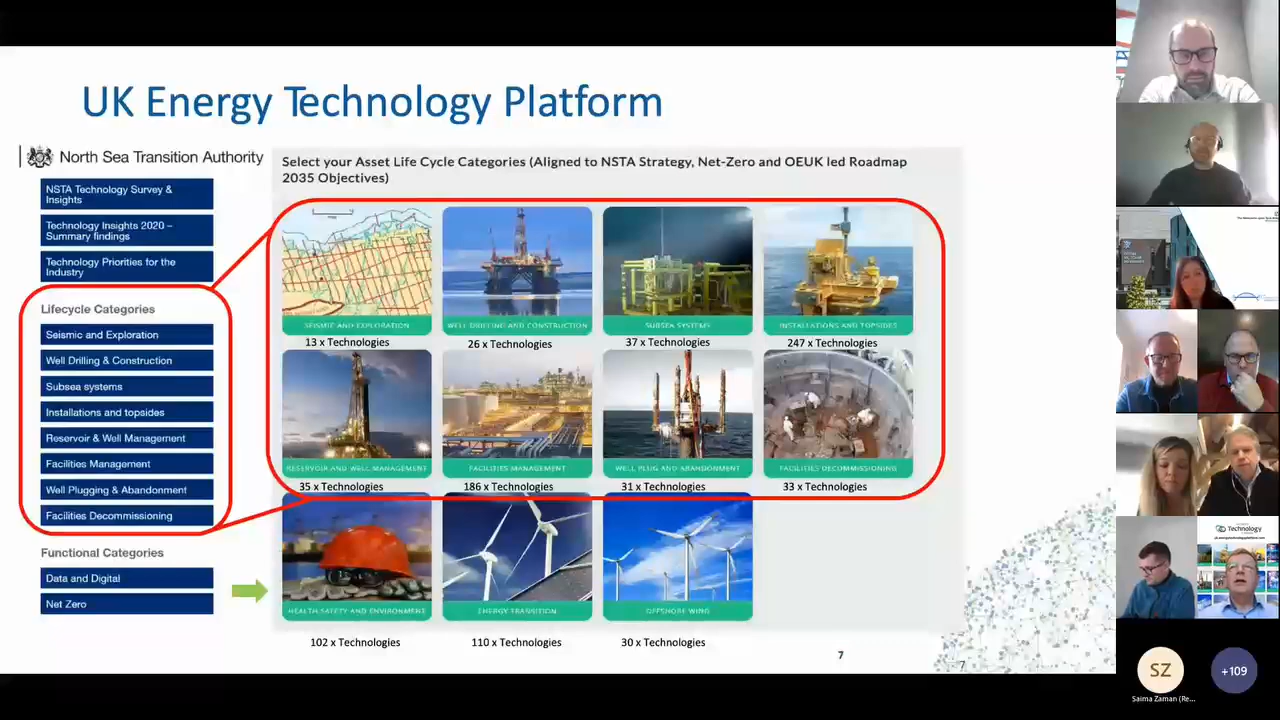 UK Energy Technology Platform
North Sea Transition Authority
NSTA Technology Survey &
Insights
Technology Insights 2020 –
Summary findings
Technology Priorities for the
Industry
Lifecycle Categories
Seismic and Exploration
Well Drilling & Construction
Subsea systems
Installations and topsides
Reservoir & Well Management
Facilities Management
Well Plugging & Abandonment
Facilities Decommissioning
Functional Categories
Data and Digital
Net Zero
Select your Asset Life Cycle Categories (Aligned to NSTA Strategy, Net-Zero and OEUK led Roadmap
2035 Objectives)
SEISMIC AND EXPLORATION
13 x Technologies
WELL DRILLING AND CONSTRUCTION
26 x Technologies
SUBSEA SYSTEMS
37 x Technologies
INSTALLATIONS AND TOPSIDES
247 x Technologies
RESERVOIR AND WELL MANAGEMENT
35 x Technologies
FACILITIES MANAGEMENT
186 x Technologies
WELL PLUG AND ABANDONMENT
31 x Technologies
FACILITIES DECOMMISSIONING
33 x Technologies
HEALTH SAFETY AND ENVIRONMENT
102 x Technologies
ENERGY TRANSITION
110 x Technologies
OFFSHORE WIND
30 x Technologies
7
7
Technology
SZ
+109
Saima Zaman (Re...